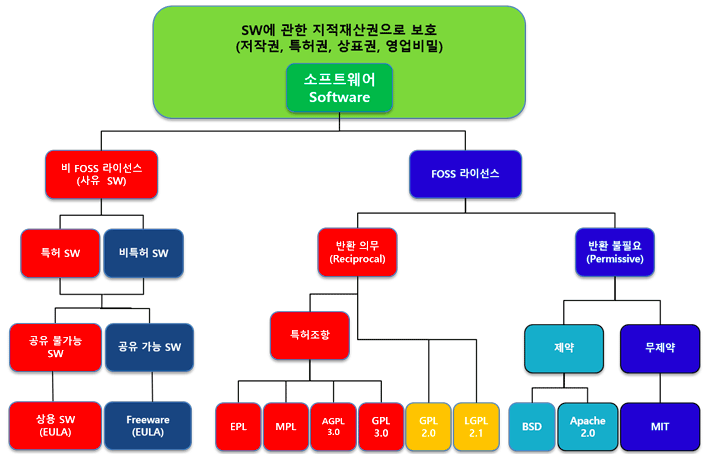 SW에 관한 지적재산권으로 보호
(저작권, 특허권, 상표권, 영업비밀)
소프트웨어
Software
비 FOSS 라이선스
(사유 SW)
FOSS 라이선스
특허 SW
비특허 SW
반환 의무
(Reciprocal)
반환 불필요
(Permissive)
공유 불가능
SW
공유 가능 SW
특허조항
제약
무제약
상용 SW
(EULA)
Freeware
(EULA)
EPL
MPL
AGPL
3.0
GPL
3.0
GPL
2.0
LGPL
2.1
BSD
Apache
2.0
MIT